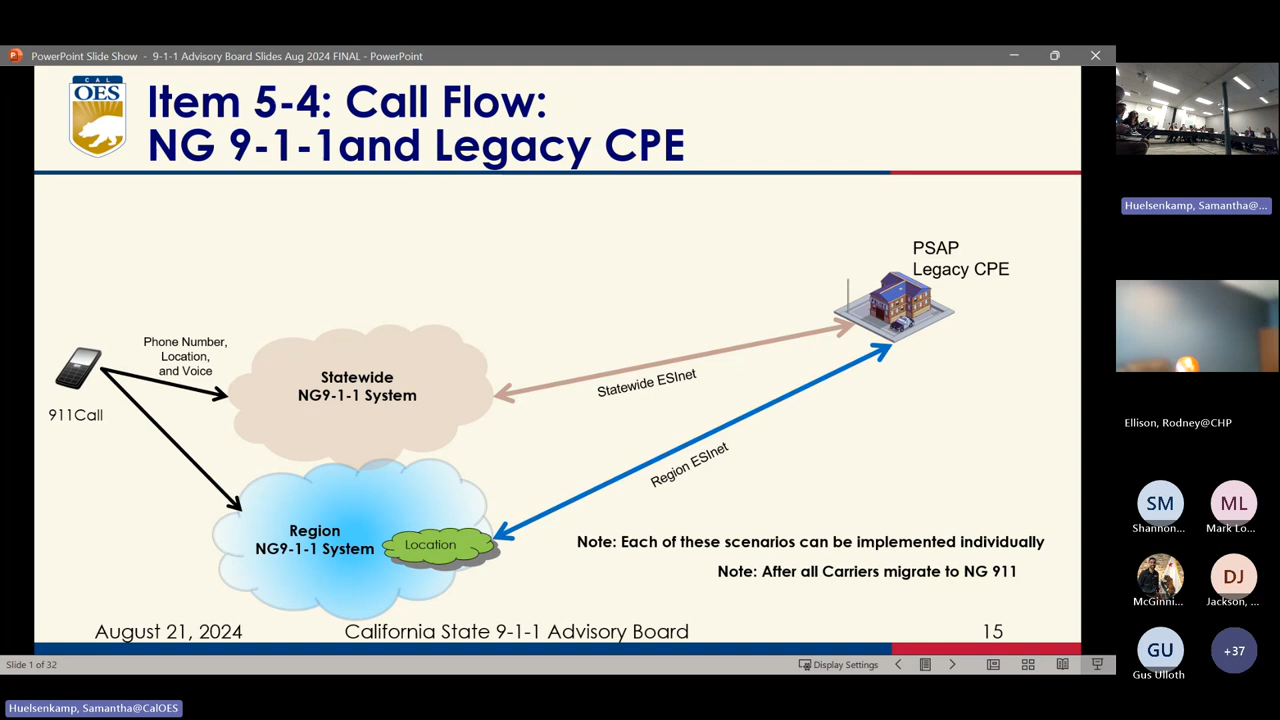 PowerPoint Slide Show - 9-1-1 Advisory Board Slides Aug 2024 FINAL - PowerPoint
CAL
OES
Item 5-4: Call Flow:
NG 9-1-1and Legacy CPE
PSAP
Legacy CPE
Phone Number,
Location,
and Voice
911Call
Statewide
NG9-1-1 System
Statewide ESInet
Region ESInet
Region
NG9-1-1 System
Location
Note: Each of these scenarios can be implemented individually
Note: After all Carriers migrate to NG 911
August 21, 2024
California State 9-1-1 Advisory Board
15
Slide 1 of 32
Display Settings
Huelsenkamp, Samantha@CalOES
Huelsenkamp, Samantha@...
Ellison, Rodney@CHP
SM
Shannon...
ML
Mark Lo...
McGinni...
DJ
Jackson, ...
GU
Gus Ulloth
+37